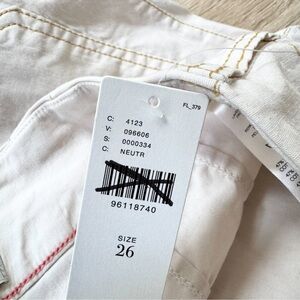 FL_379
C: 4123
V: 096606
S: 0000334
C: NEUTR
96118740
SIZE
26